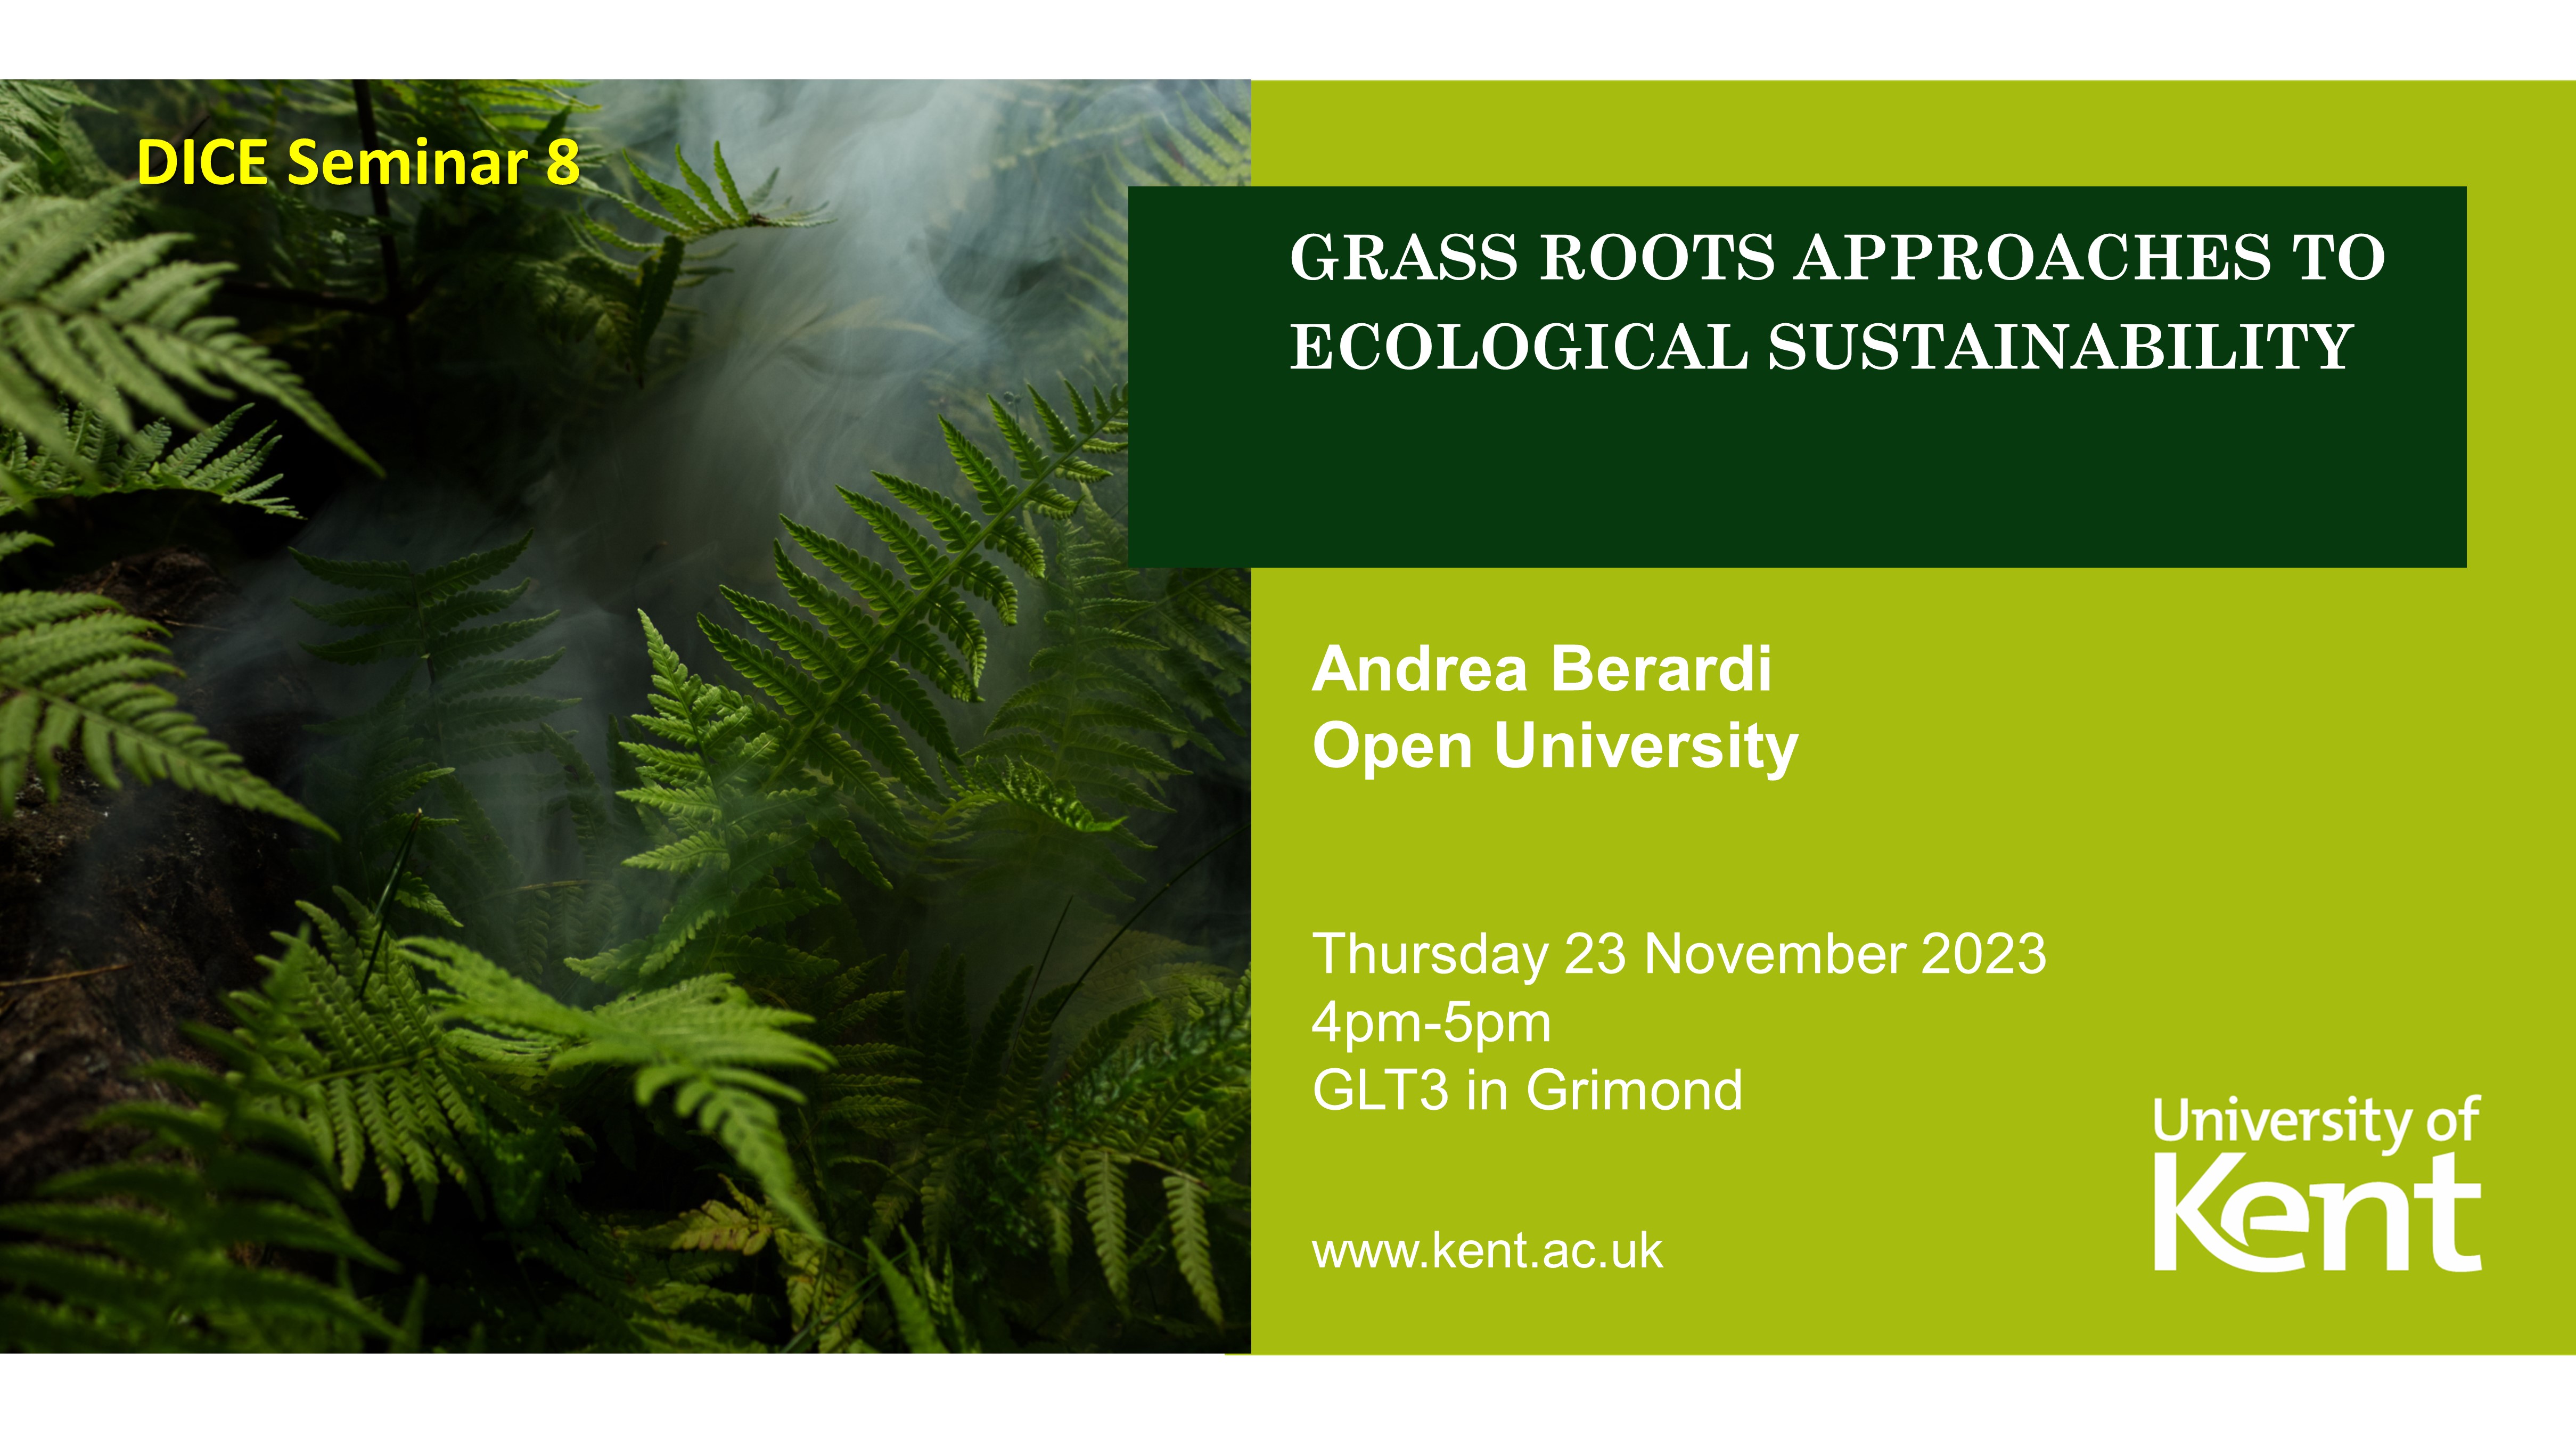 DICE Seminar 8
GRASS ROOTS APPROACHES TO
ECOLOGICAL SUSTAINABILITY
Andrea Berardi
Open University
Thursday 23 November 2023
4pm-5pm
GLT3 in Grimond
www.kent.ac.uk
University of
Kent